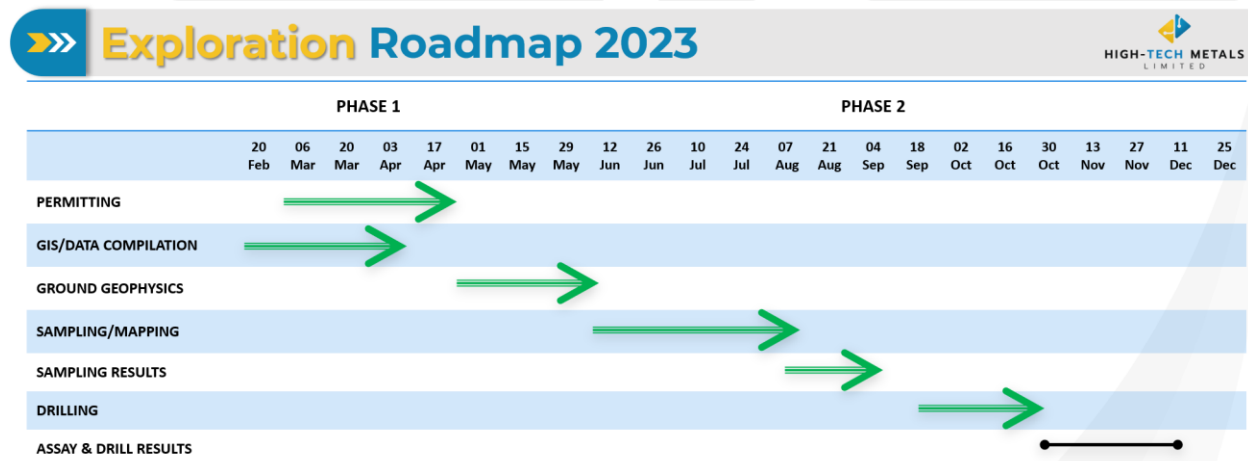 Exploration Roadmap 2023
HIGH-TECH METALS
LIMITED
PHASE 1 PHASE 2
20 06 20 03 17 01 15 29 12 26 10 24 07 21 04 18 02 16 30 13 27 11 25
Feb Mar Mar Apr Apr May May May Jun Jun Jul Jul Aug Aug Sep Sep Oct Oct Oct Nov Nov Dec Dec
PERMITTING
GIS/DATA COMPILATION
GROUND GEOPHYSICS
SAMPLING/MAPPING
SAMPLING RESULTS
DRILLING
ASSAY & DRILL RESULTS